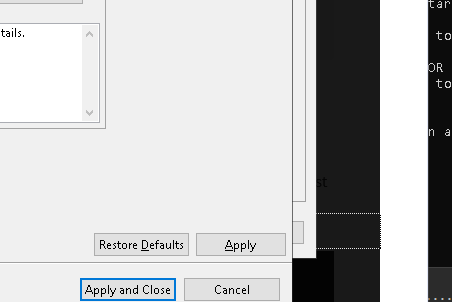 tar
tails.
to
OR
to
n a
st
Restore Defaults
Apply
Apply and Close
Cancel